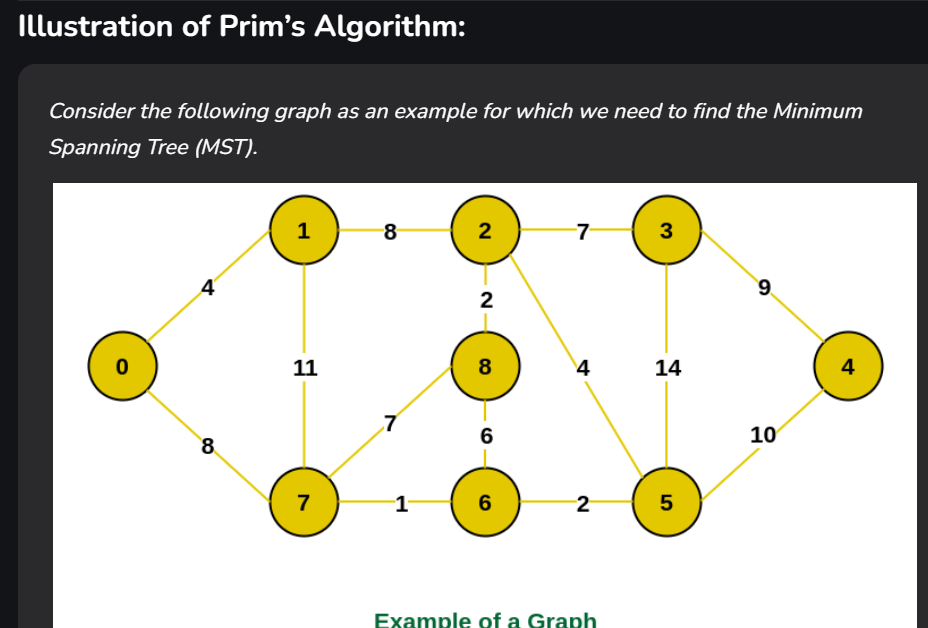 Illustration of Prim’s Algorithm:
Consider the following graph as an example for which we need to find the Minimum
Spanning Tree (MST).
1 8 2 7 3
4 2 9
0 11 8 4 14 4
8 7 6 10
7 1 6 2 5
Example of a Graph